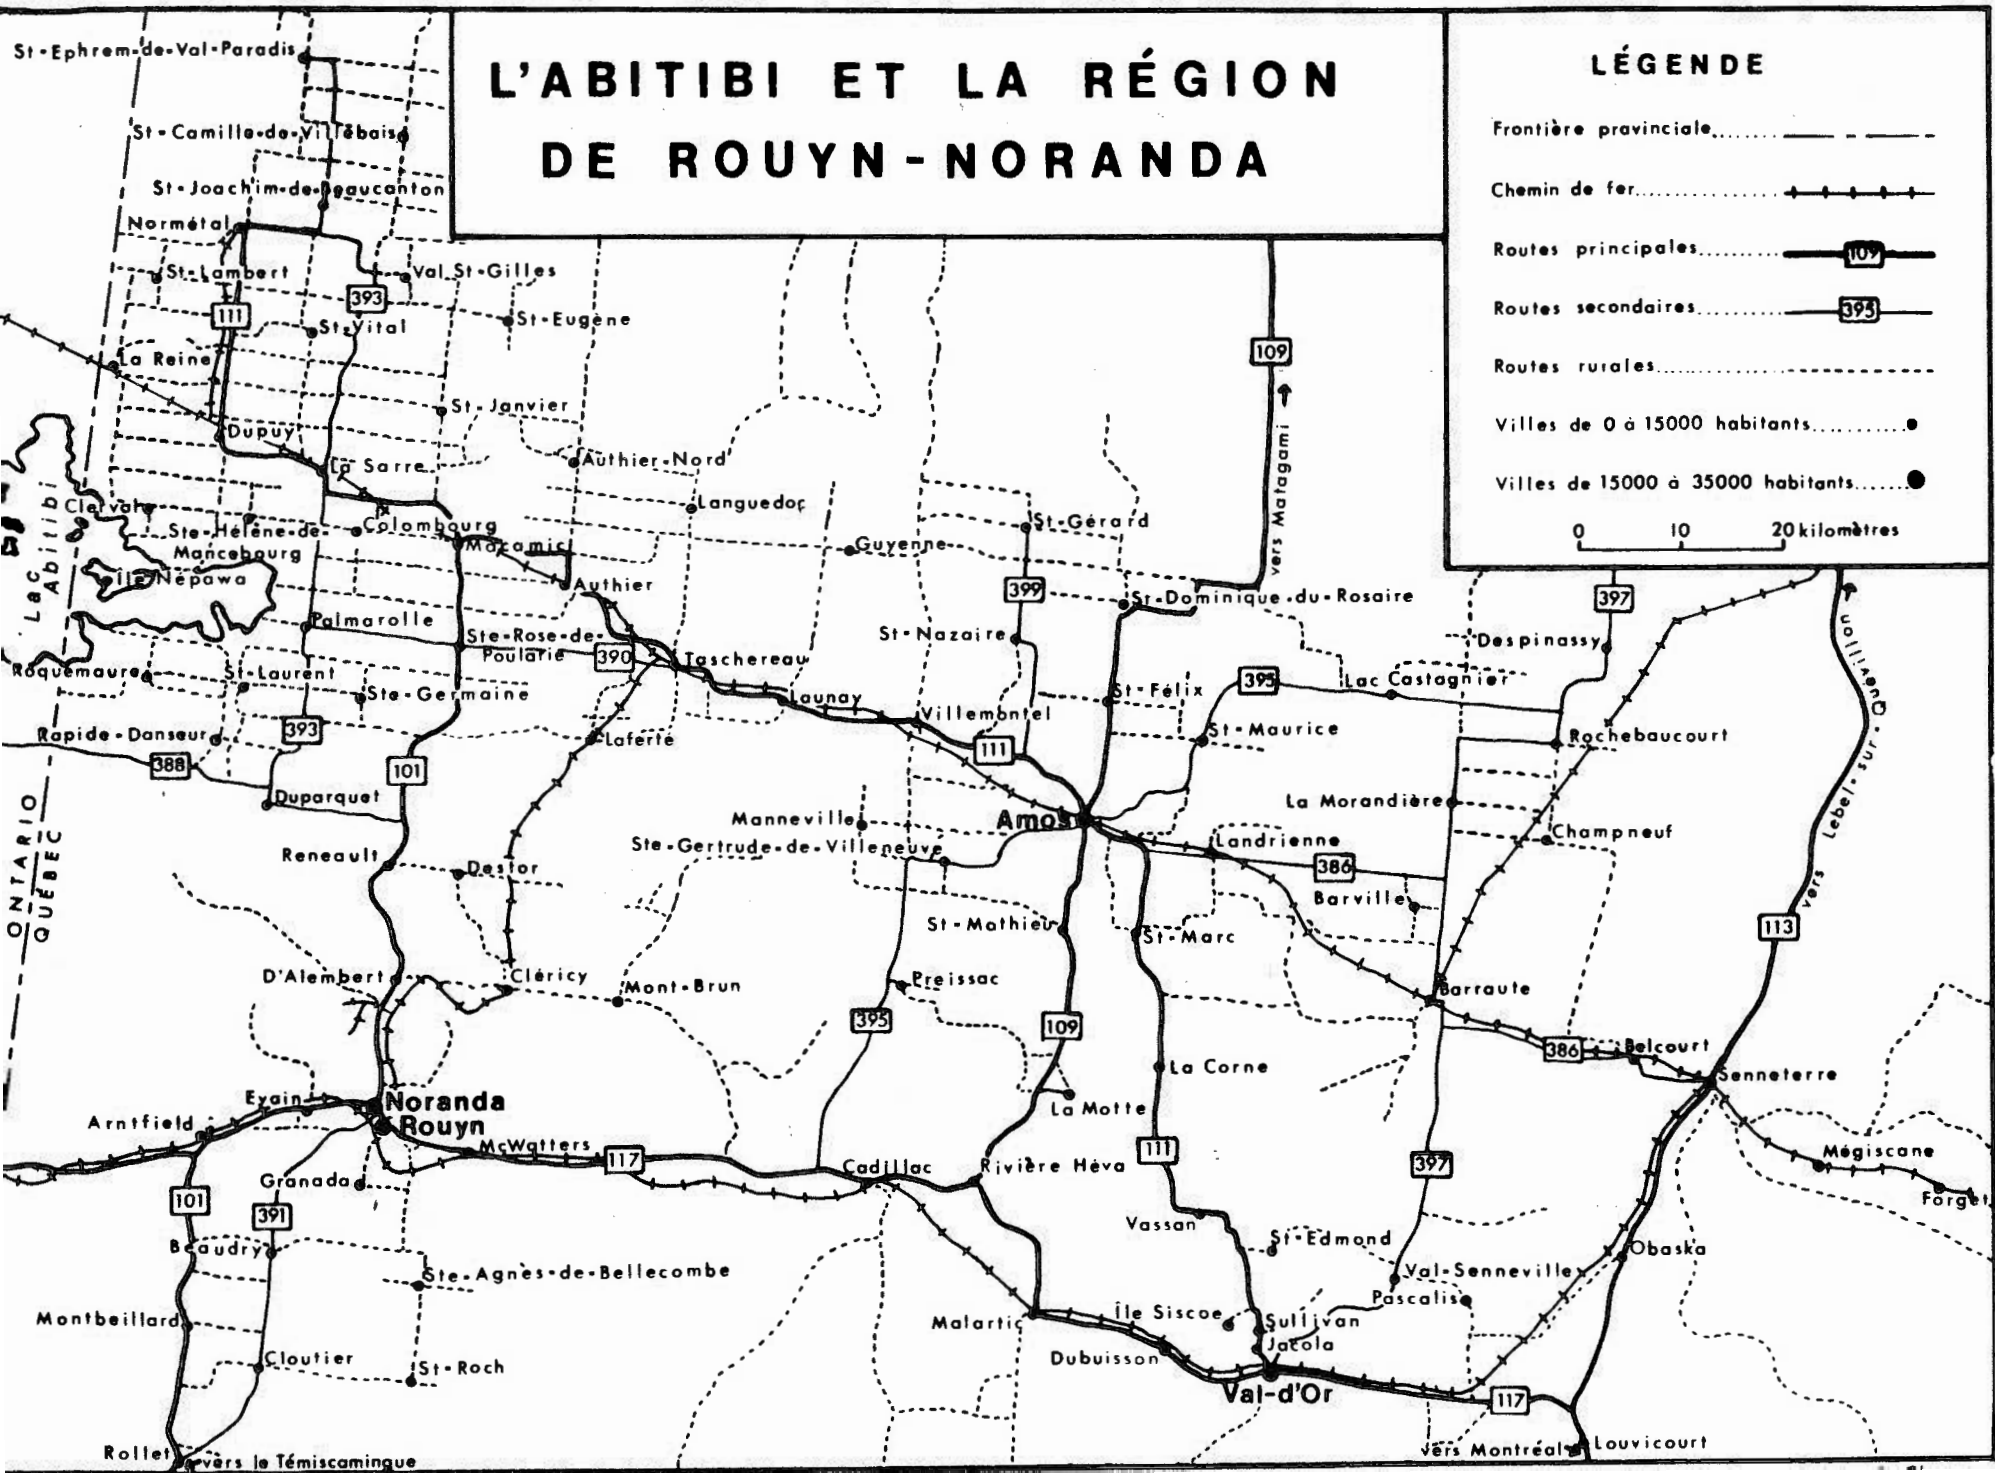 L'ABITIBI ET LA RÉGION
DE ROUYN-NORANDA
LÉGENDE
Frontière pravinciale
Chemin de fer
Routes principales 109
Routes secondaires 395
Routes rurales
Villes de 0 à 15000 habitants
Villes de 15000 à 35000 habitants
0 10 20 kilomètres
St-Ephrem-de-Val-Paradis
St-Camille-de-Villebais
St-Joachim-de-Beaucanton
Normétal
St-Lambert
Val St-Gilles
393
111
St-Vital
St-Eugène
La Reine
109
St-Janvier
vers Matagami
Dupuy
La Sarre
Authier-Nord
Lac
Abitibi
Clerval
Languedoc
Ste-Hélène-de-
Mancebourg
Colombourg
St-Gérard
Macamic
Guyenne
Île Népawa
Authier
399
St-Dominique-du-Rosaire
397
Palmarolle
Ste-Rose-de-
Poularie
390
St-Nazaire
Despinassy
Taschereau
Roquemaure
St-Laurent
Ste-Germaine
Launay
St-Félix
395
Lac Castagnier
vers Lebel-sur-Quévillon
Rapide-Danseur
393
Laferté
Villemontel
St-Maurice
Rochebaucourt
388
101
111
Duparquet
Manneville
Amos
La Morandière
Champneuf
ONTARIO
QUÉBEC
Reneault
Destor
Ste-Gertrude-de-Villeneuve
Landrienne
386
Barville
St-Mathieu
St-Marc
113
D'Alembert
Cléricy
Mont-Brun
Preissac
Barraute
395
109
386
Belcourt
La Corne
Senneterre
Evain
Noranda
Rouyn
La Motte
Arntfield
McWatters
117
Cadillac
Rivière Héva
111
397
Mégiscane
Forget
Granada
101
391
Vassan
St-Edmond
Beaudry
Obaska
Ste-Agnès-de-Bellecombe
Val-Senneville
Pascalis
Montbeillard
Malartic
Île Siscoe
Sullivan
Jacola
Cloutier
St-Roch
Dubuisson
Val-d'Or
117
Rollet
vers le Témiscamingue
vers Montréal
Louvicourt